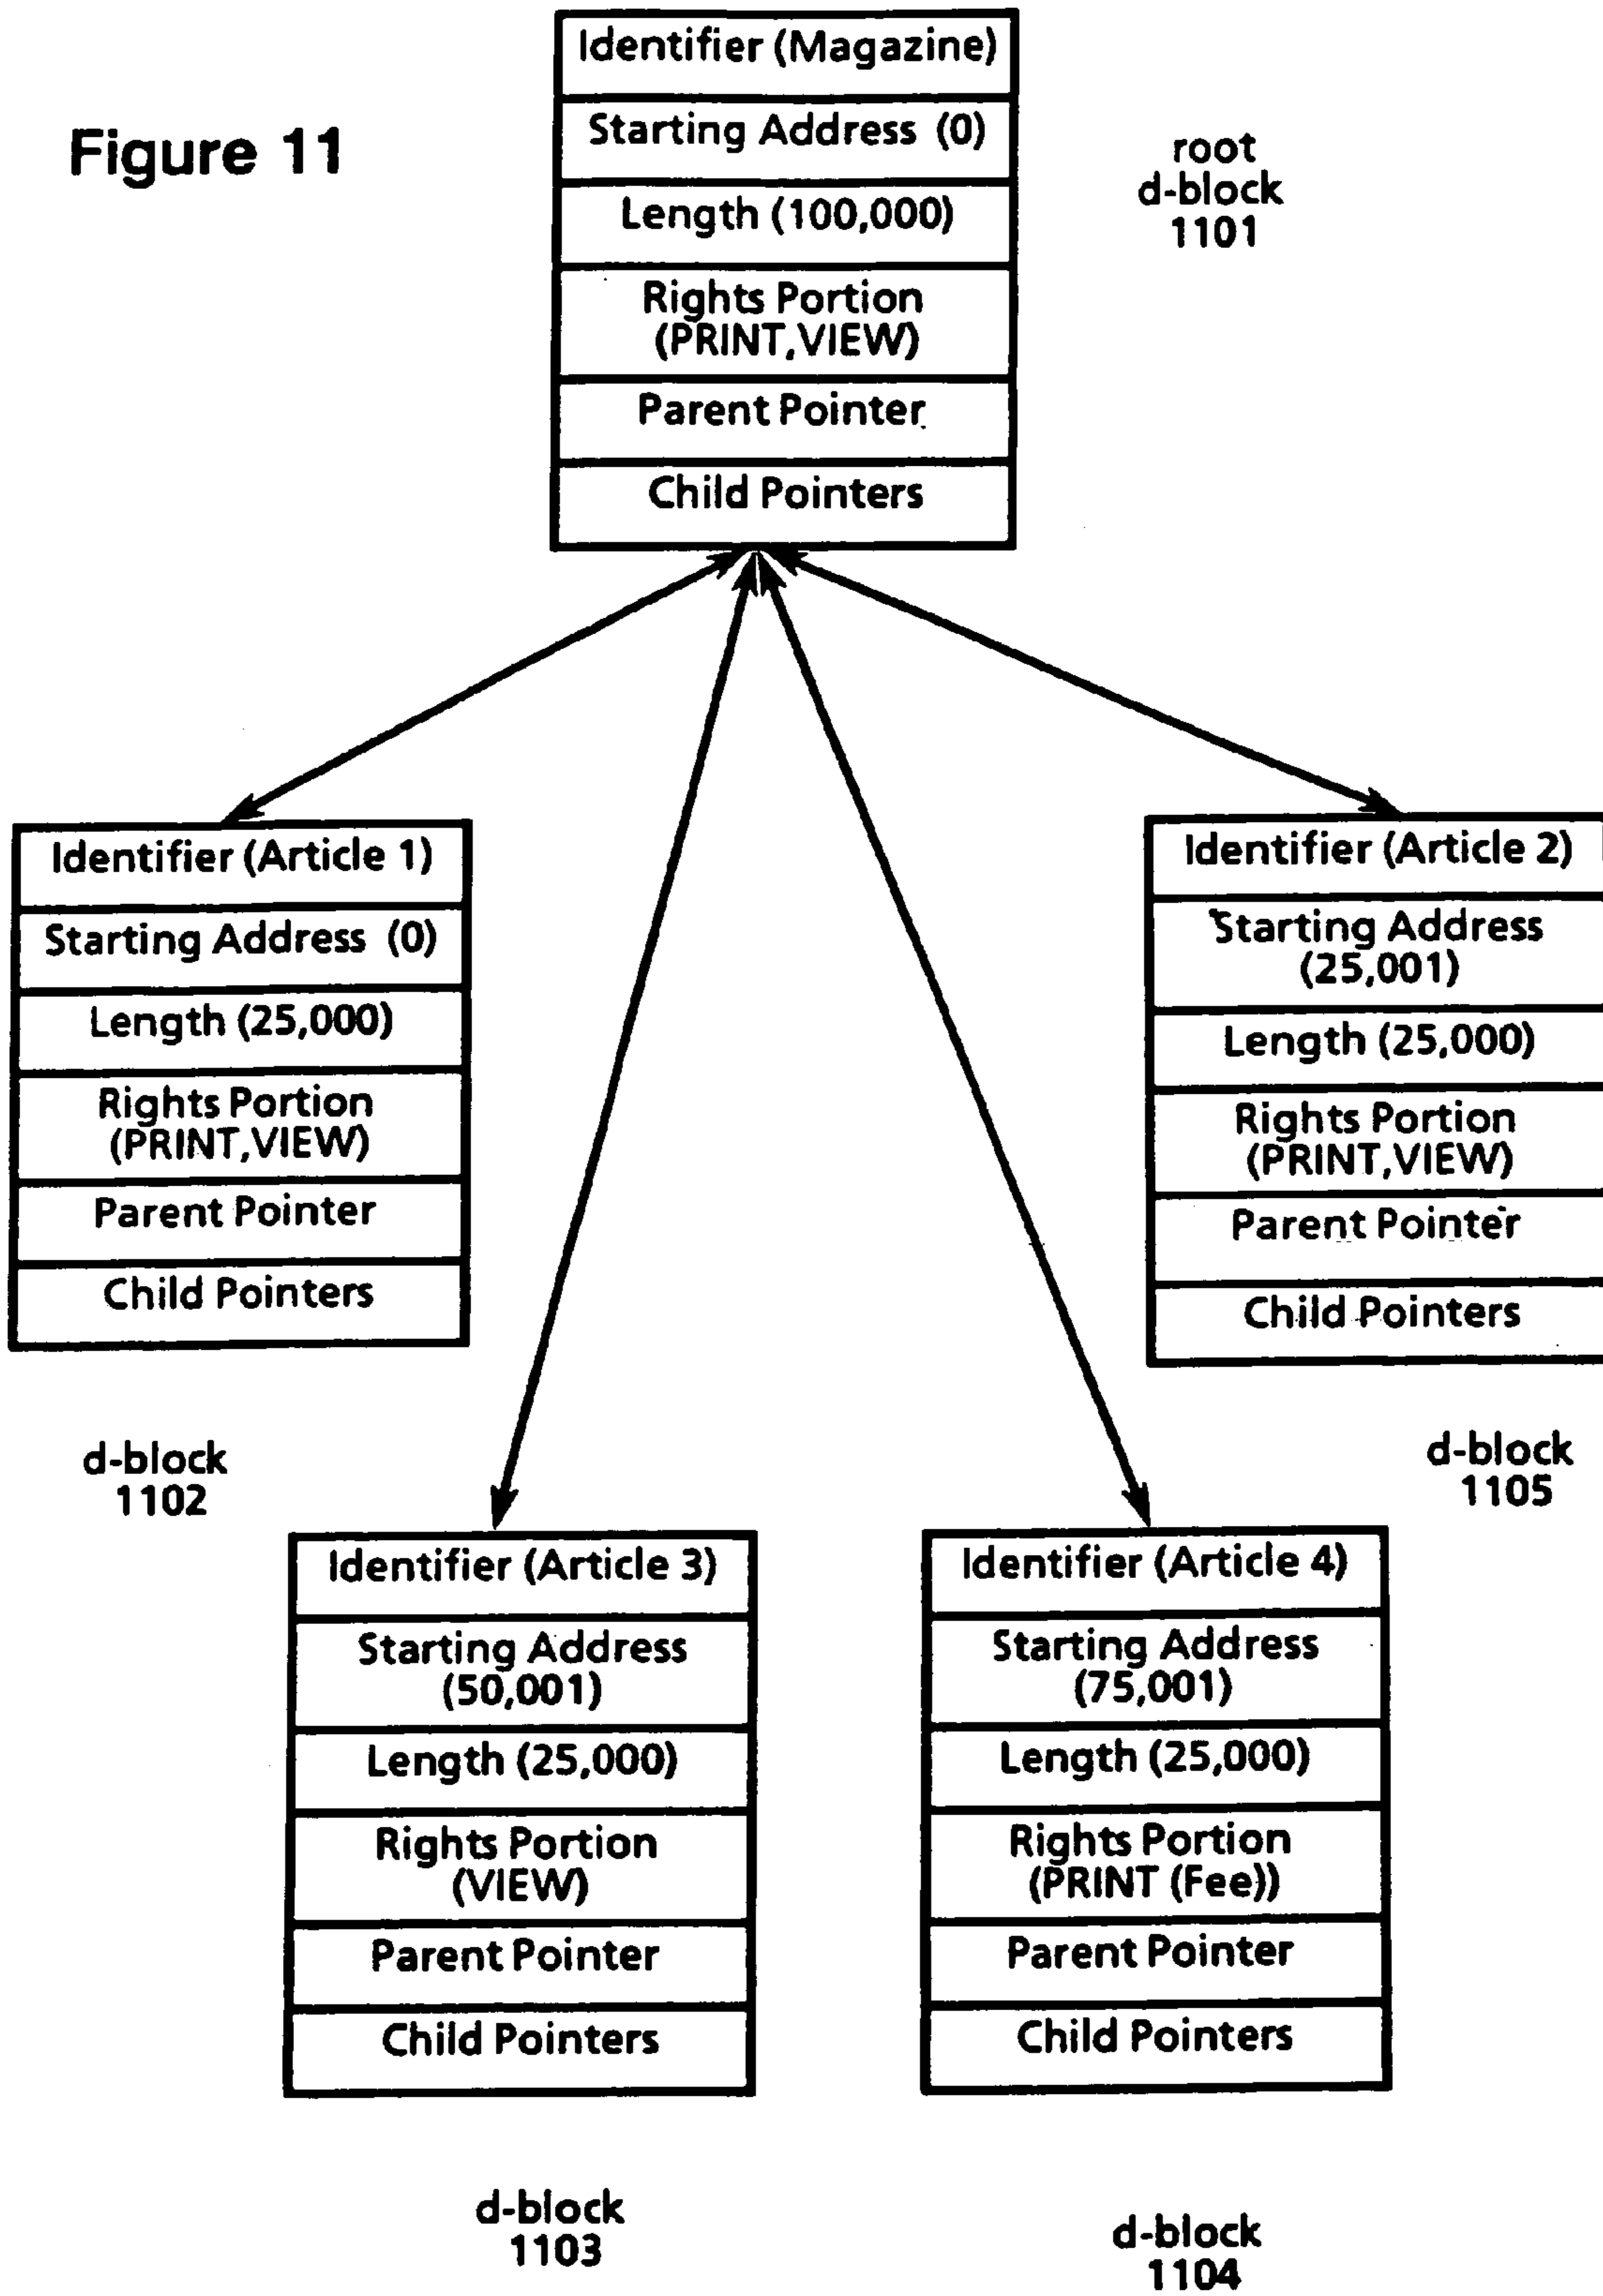 Figure 11
Identifier (Magazine)
Starting Address (0)
Length (100,000)
Rights Portion
(PRINT,VIEW)
Parent Pointer
Child Pointers
root
d-block
1101
Identifier (Article 1)
Starting Address (0)
Length (25,000)
Rights Portion
(PRINT,VIEW)
Parent Pointer
Child Pointers
d-block
1102
Identifier (Article 2)
Starting Address
(25,001)
Length (25,000)
Rights Portion
(PRINT,VIEW)
Parent Pointer
Child Pointers
d-block
1105
Identifier (Article 3)
Starting Address
(50,001)
Length (25,000)
Rights Portion
(VIEW)
Parent Pointer
Child Pointers
d-block
1103
Identifier (Article 4)
Starting Address
(75,001)
Length (25,000)
Rights Portion
(PRINT (Fee))
Parent Pointer
Child Pointers
d-block
1104